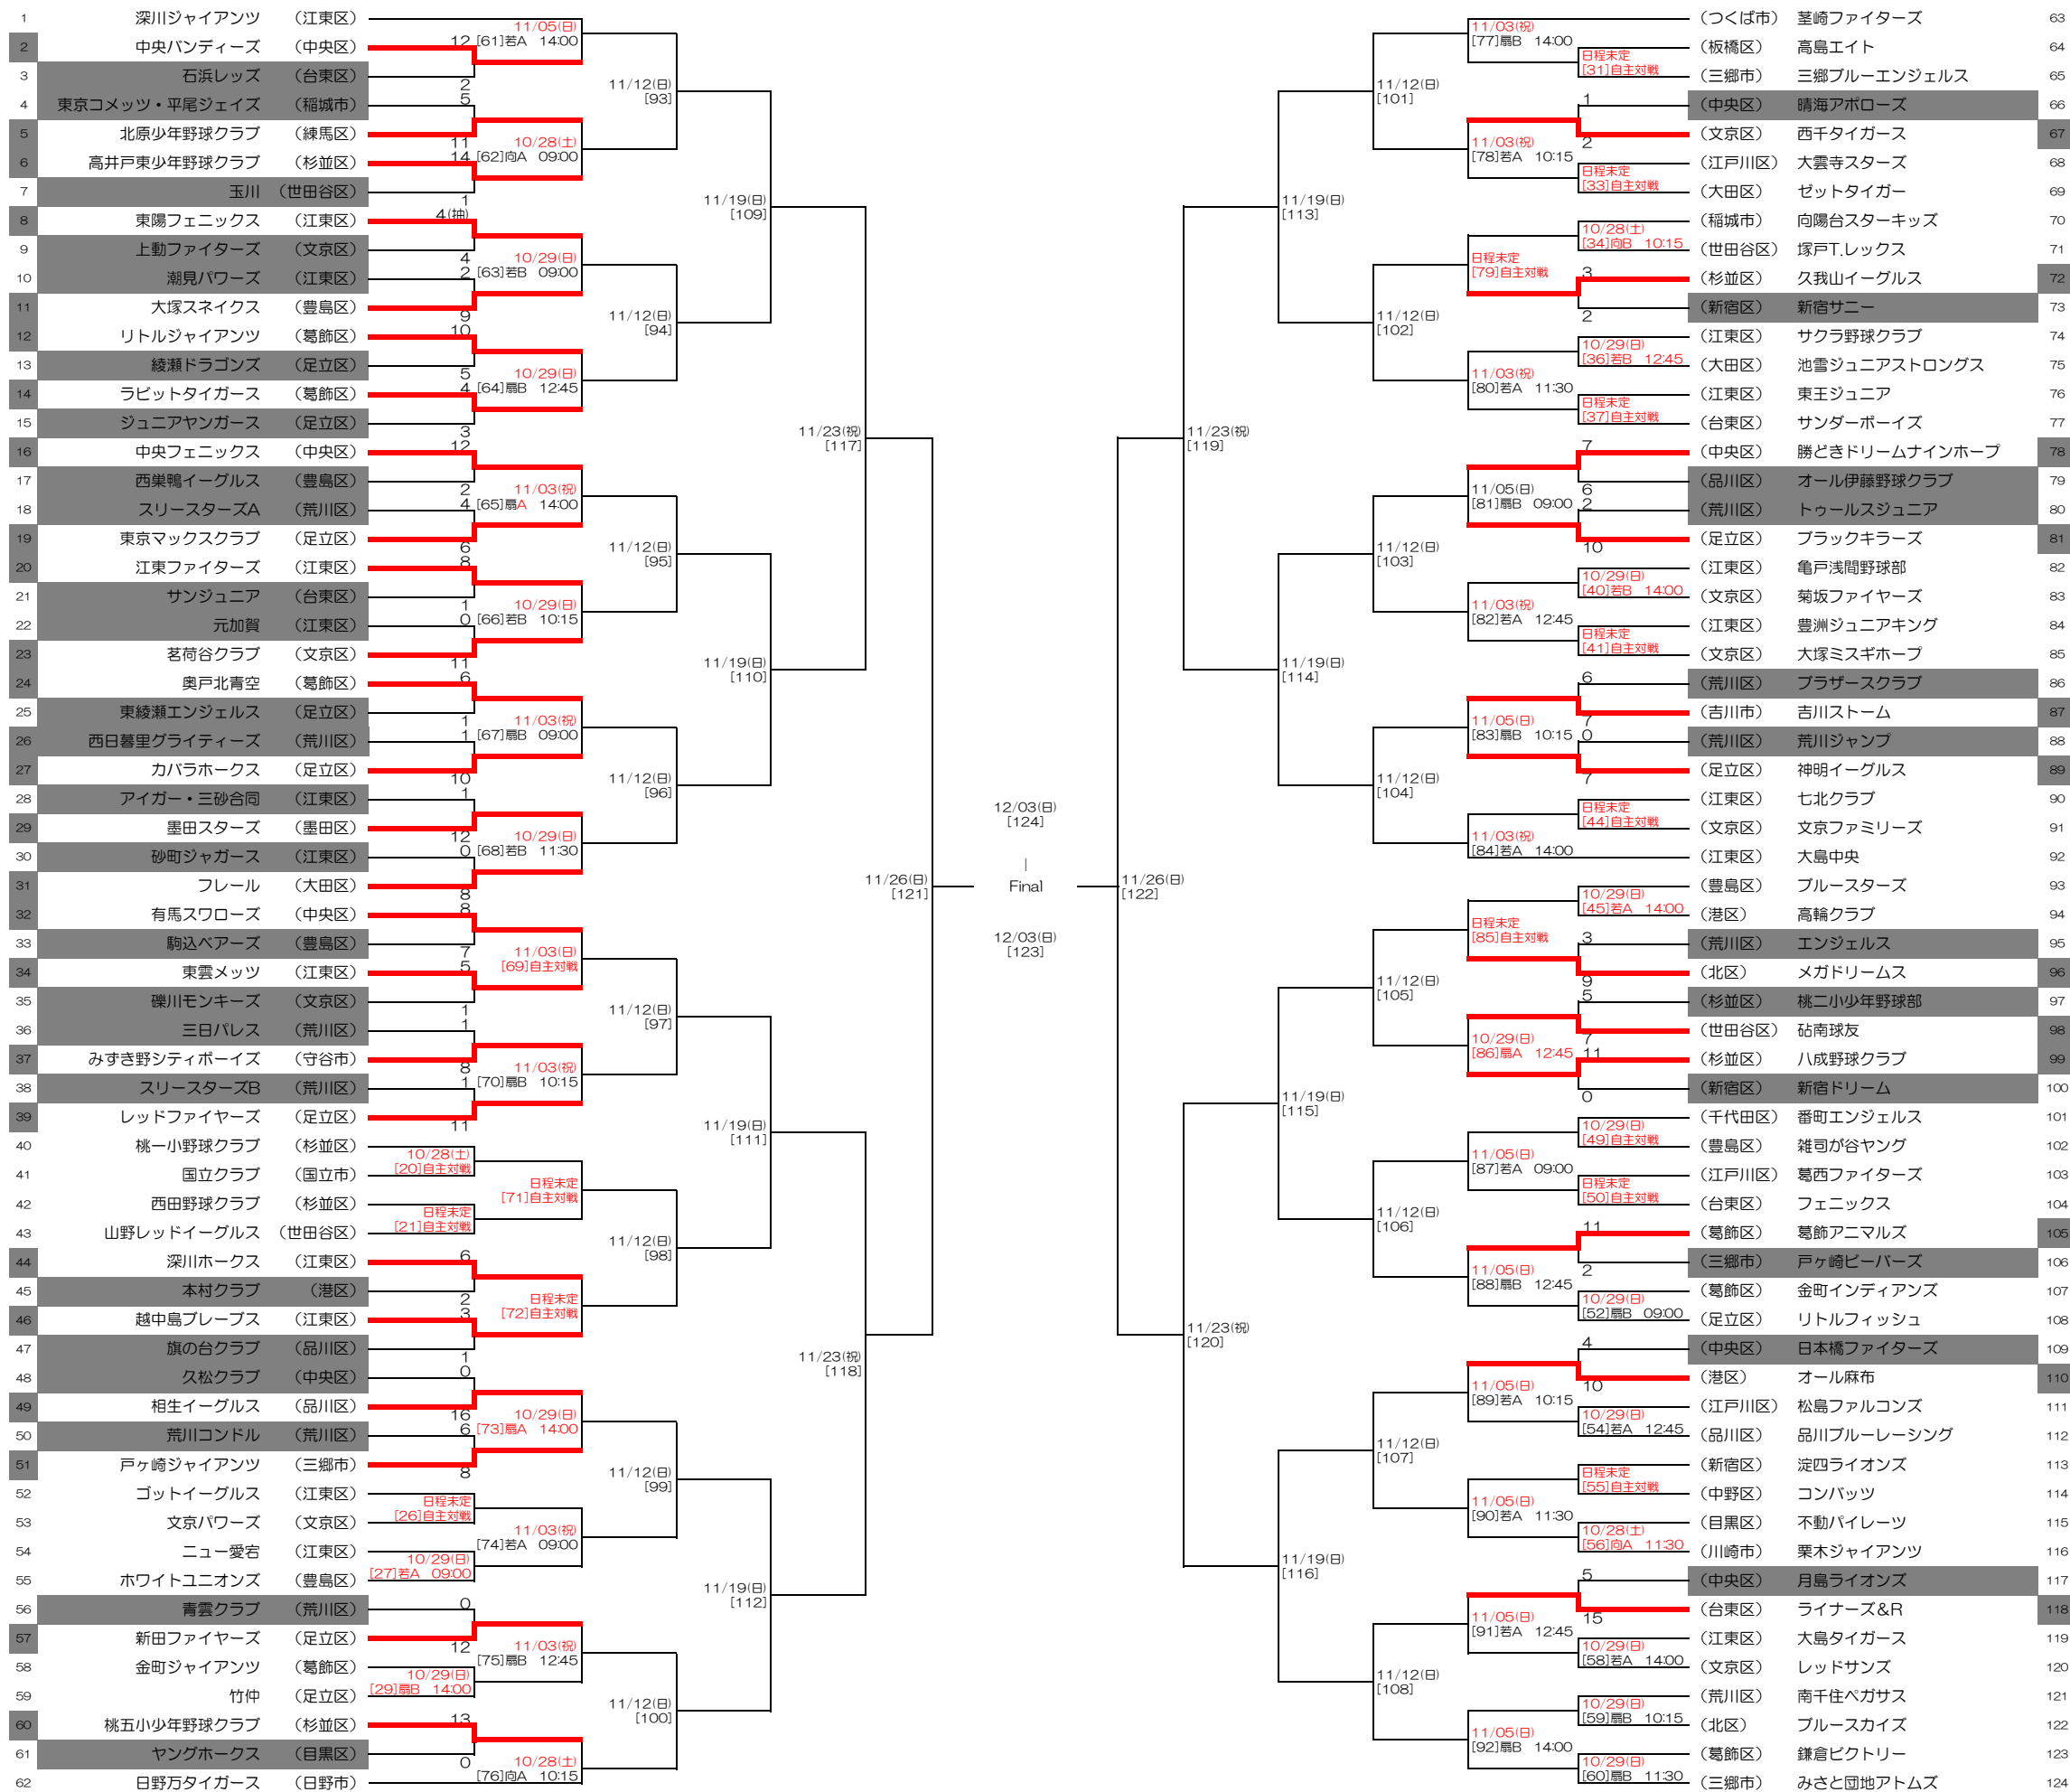 1 深川ジャイアンツ （江東区）
2 中央バンディーズ （中央区）
3 石浜レッズ （台東区）
4 東京コメッツ・平尾ジェイズ （稲城市）
5 北原少年野球クラブ （練馬区）
6 高井戸東少年野球クラブ （杉並区）
7 玉川 （世田谷区）
8 東陽フェニックス （江東区）
9 上動ファイターズ （文京区）
10 潮見パワーズ （江東区）
11 大塚スネイクス （豊島区）
12 リトルジャイアンツ （葛飾区）
13 綾瀬ドラゴンズ （足立区）
14 ラビットタイガース （葛飾区）
15 ジュニアヤンガース （足立区）
16 中央フェニックス （中央区）
17 西巣鴨イーグルス （豊島区）
18 スリースターズA （荒川区）
19 東京マックスクラブ （足立区）
20 江東ファイターズ （江東区）
21 サンジュニア （台東区）
22 元加賀 （江東区）
23 茗荷谷クラブ （文京区）
24 奥戸北青空 （葛飾区）
25 東綾瀬エンジェルス （足立区）
26 西日暮里グライティーズ （荒川区）
27 カバラホークス （足立区）
28 アイガー・三砂合同 （江東区）
29 墨田スターズ （墨田区）
30 砂町ジャガース （江東区）
31 フレール （大田区）
32 有馬スワローズ （中央区）
33 駒込ベアーズ （豊島区）
34 東雲メッツ （江東区）
35 礫川モンキーズ （文京区）
36 三日パレス （荒川区）
37 みずき野シティボーイズ （守谷市）
38 スリースターズB （荒川区）
39 レッドファイヤーズ （足立区）
40 桃一小野球クラブ （杉並区）
41 国立クラブ （国立市）
42 西田野球クラブ （杉並区）
43 山野レッドイーグルス （世田谷区）
44 深川ホークス （江東区）
45 本村クラブ （港区）
46 越中島ブレーブス （江東区）
47 旗の台クラブ （品川区）
48 久松クラブ （中央区）
49 相生イーグルス （品川区）
50 荒川コンドル （荒川区）
51 戸ヶ崎ジャイアンツ （三郷市）
52 ゴットイーグルス （江東区）
53 文京パワーズ （文京区）
54 ニュー愛宕 （江東区）
55 ホワイトユニオンズ （豊島区）
56 青雲クラブ （荒川区）
57 新田ファイヤーズ （足立区）
58 金町ジャイアンツ （葛飾区）
59 竹仲 （足立区）
60 桃五小少年野球クラブ （杉並区）
61 ヤングホークス （目黒区）
62 日野万タイガース （日野市）
12
2
5
11
14
1
4(抽)
4
2
9
10
5
4
3
12
2
4
6
8
1
0
11
6
1
1
10
1
12
0
8
8
7
5
1
1
8
1
11
10/28(土)
[20]自主対戦
日程未定
[21]自主対戦
6
2
3
1
0
16
6
8
日程未定
[26]自主対戦
10/29(日)
[27]若A 09:00
0
12
10/29(日)
[29]扇B 14:00
13
0
11/05(日)
[61]若A 14:00
10/28(土)
[62]向A 09:00
10/29(日)
[63]若B 09:00
10/29(日)
[64]扇B 12:45
11/03(祝)
[65]扇A 14:00
10/29(日)
[66]若B 10:15
11/03(祝)
[67]扇B 09:00
10/29(日)
[68]若B 11:30
11/03(日)
[69]自主対戦
11/03(祝)
[70]扇B 10:15
日程未定
[71]自主対戦
日程未定
[72]自主対戦
10/29(日)
[73]扇A 14:00
11/03(祝)
[74]若A 09:00
11/03(祝)
[75]扇B 12:45
10/28(土)
[76]向A 10:15
11/12(日)
[93]
11/12(日)
[94]
11/12(日)
[95]
11/12(日)
[96]
11/12(日)
[97]
11/12(日)
[98]
11/12(日)
[99]
11/12(日)
[100]
11/19(日)
[109]
11/19(日)
[110]
11/19(日)
[111]
11/19(日)
[112]
11/23(祝)
[117]
11/23(祝)
[118]
11/26(日)
[121]
12/03(日)
[124]
|
Final
12/03(日)
[123]
11/26(日)
[122]
11/23(祝)
[119]
11/23(祝)
[120]
11/19(日)
[113]
11/19(日)
[114]
11/19(日)
[115]
11/19(日)
[116]
11/12(日)
[101]
11/12(日)
[102]
11/12(日)
[103]
11/12(日)
[104]
11/12(日)
[105]
11/12(日)
[106]
11/12(日)
[107]
11/12(日)
[108]
11/03(祝)
[77]扇B 14:00
11/03(祝)
[78]若A 10:15
日程未定
[79]自主対戦
11/03(祝)
[80]若A 11:30
11/05(日)
[81]扇B 09:00
11/03(祝)
[82]若A 12:45
11/05(日)
[83]扇B 10:15
11/03(祝)
[84]若A 14:00
日程未定
[85]自主対戦
10/29(日)
[86]扇A 12:45
11/05(日)
[87]若A 09:00
11/05(日)
[88]扇B 12:45
11/05(日)
[89]若A 10:15
11/05(日)
[90]若A 11:30
11/05(日)
[91]若A 12:45
11/05(日)
[92]扇B 14:00
日程未定
[31]自主対戦
1
2
日程未定
[33]自主対戦
10/28(土)
[34]向B 10:15
3
2
10/29(日)
[36]若B 12:45
日程未定
[37]自主対戦
7
6
2
10
10/29(日)
[40]若B 14:00
日程未定
[41]自主対戦
6
7
0
7
日程未定
[44]自主対戦
10/29(日)
[45]若A 14:00
3
9
5
7
11
0
10/29(日)
[49]自主対戦
日程未定
[50]自主対戦
11
2
10/29(日)
[52]扇B 09:00
4
10
10/29(日)
[54]若A 12:45
日程未定
[55]自主対戦
10/28(土)
[56]向A 11:30
5
15
10/29(日)
[58]若A 14:00
10/29(日)
[59]扇B 10:15
10/29(日)
[60]扇B 11:30
（つくば市） 茎崎ファイターズ 63
（板橋区） 高島エイト 64
（三郷市） 三郷ブルーエンジェルス 65
（中央区） 晴海アポローズ 66
（文京区） 西千タイガース 67
（江戸川区） 大雲寺スターズ 68
（大田区） ゼットタイガー 69
（稲城市） 向陽台スターキッズ 70
（世田谷区） 塚戸T.レックス 71
（杉並区） 久我山イーグルス 72
（新宿区） 新宿サニー 73
（江東区） サクラ野球クラブ 74
（大田区） 池雪ジュニアストロングス 75
（江東区） 東王ジュニア 76
（台東区） サンダーボーイズ 77
（中央区） 勝どきドリームナインホープ 78
（品川区） オール伊藤野球クラブ 79
（荒川区） トゥールスジュニア 80
（足立区） ブラックキラーズ 81
（江東区） 亀戸浅間野球部 82
（文京区） 菊坂ファイヤーズ 83
（江東区） 豊洲ジュニアキング 84
（文京区） 大塚ミスギホープ 85
（荒川区） ブラザースクラブ 86
（吉川市） 吉川ストーム 87
（荒川区） 荒川ジャンプ 88
（足立区） 神明イーグルス 89
（江東区） 七北クラブ 90
（文京区） 文京ファミリーズ 91
（江東区） 大島中央 92
（豊島区） ブルースターズ 93
（港区） 高輪クラブ 94
（荒川区） エンジェルス 95
（北区） メガドリームス 96
（杉並区） 桃二小少年野球部 97
（世田谷区） 砧南球友 98
（杉並区） 八成野球クラブ 99
（新宿区） 新宿ドリーム 100
（千代田区） 番町エンジェルス 101
（豊島区） 雑司が谷ヤング 102
（江戸川区） 葛西ファイターズ 103
（台東区） フェニックス 104
（葛飾区） 葛飾アニマルズ 105
（三郷市） 戸ヶ崎ビーバーズ 106
（葛飾区） 金町インディアンズ 107
（足立区） リトルフィッシュ 108
（中央区） 日本橋ファイターズ 109
（港区） オール麻布 110
（江戸川区） 松島ファルコンズ 111
（品川区） 品川ブルーレーシング 112
（新宿区） 淀四ライオンズ 113
（中野区） コンバッツ 114
（目黒区） 不動パイレーツ 115
（川崎市） 栗木ジャイアンツ 116
（中央区） 月島ライオンズ 117
（台東区） ライナーズ&R 118
（江東区） 大島タイガース 119
（文京区） レッドサンズ 120
（荒川区） 南千住ペガサス 121
（北区） ブルースカイズ 122
（葛飾区） 鎌倉ビクトリー 123
（三郷市） みさと団地アトムズ 124